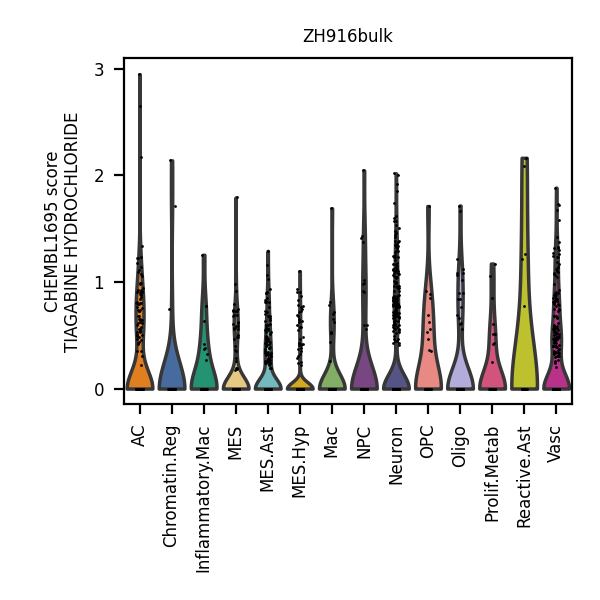 ZH916bulk
CHEMBL1695 score
TIAGABINE HYDROCHLORIDE
3
2
1
0
AC
Chromatin.Reg
Inflammatory.Mac
MES
MES.Ast
MES.Hyp
Mac
NPC
Neuron
OPC
Oligo
Prolif.Metab
Reactive.Ast
Vasc